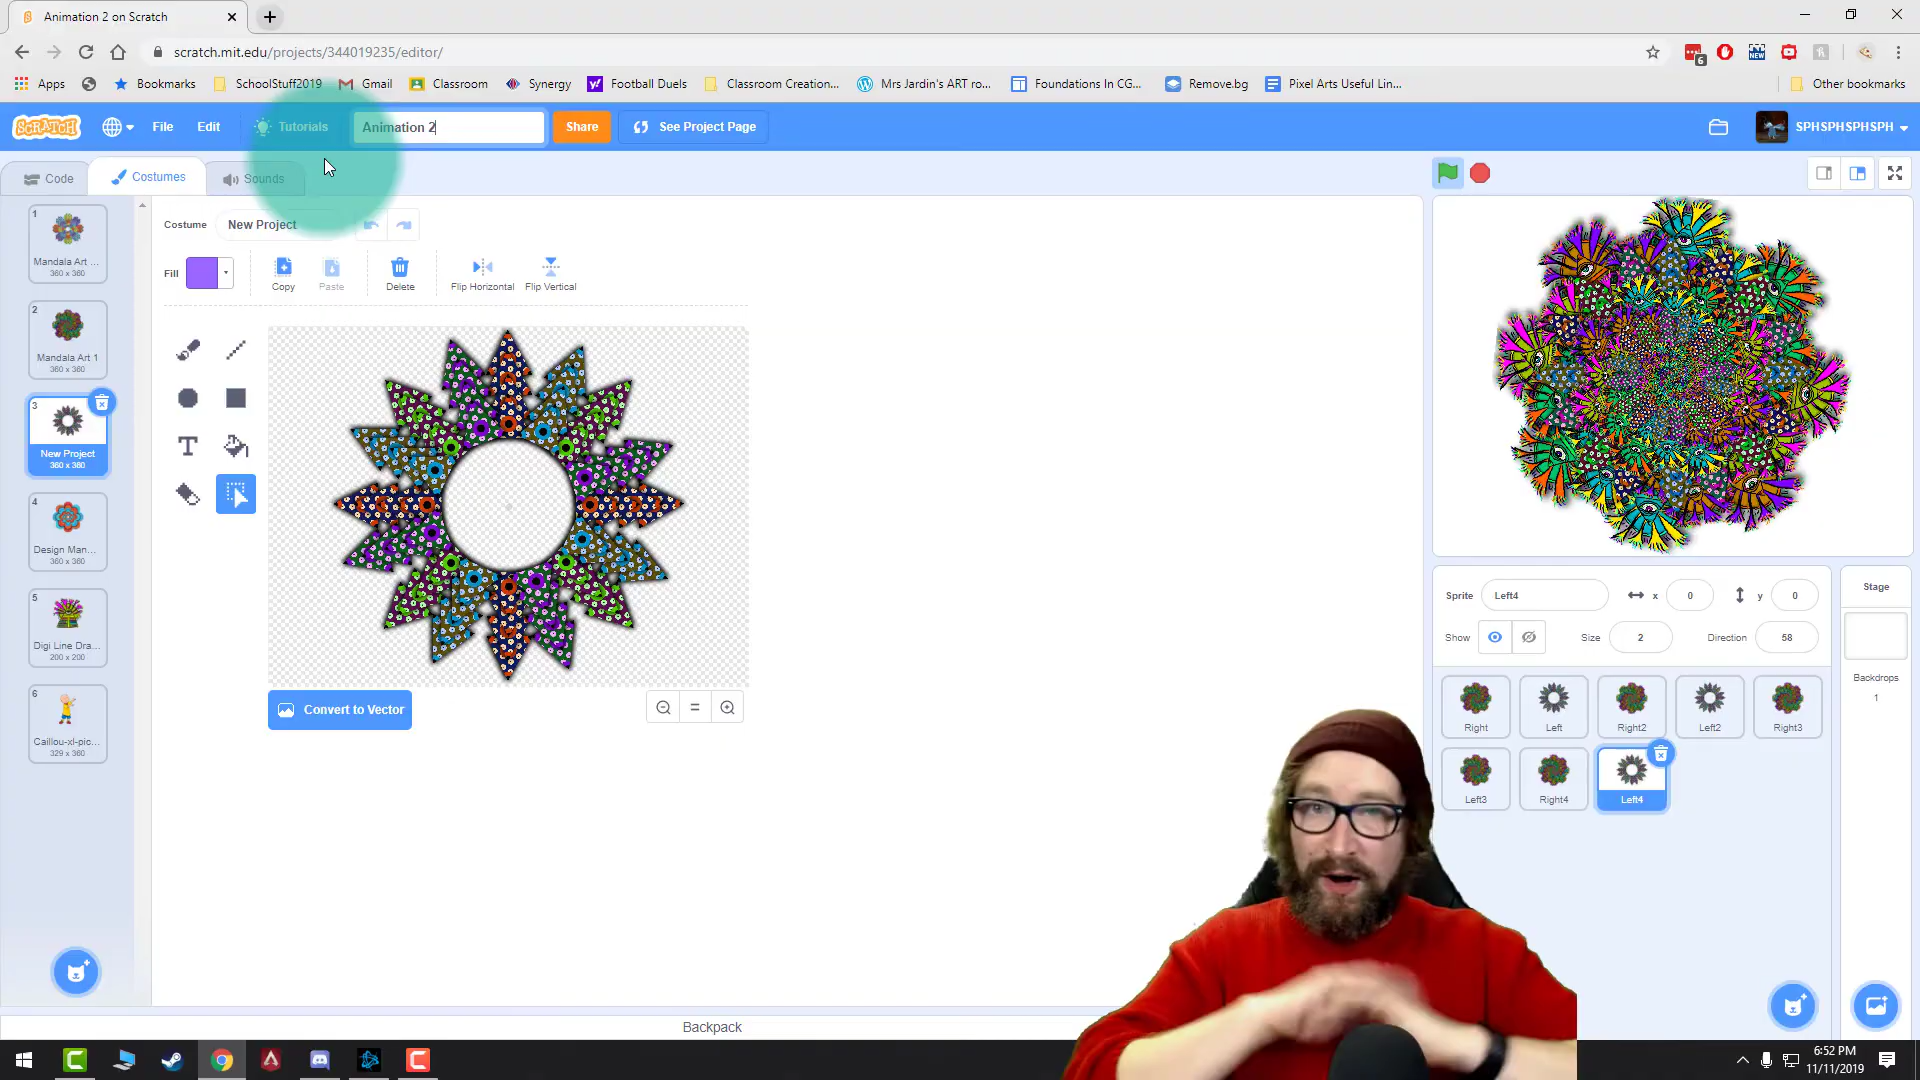 Animation 2 on Scratch
scratch.mit.edu/projects/344019235/editor/
6
NEW
Apps
Bookmarks
SchoolStuff2019
Gmail
Classroom
Synergy
Football Duels
Classroom Creation...
Mrs Jardin's ART ro...
Foundations In CG...
Remove.bg
Pixel Arts Useful Lin...
Other bookmarks
SCRATCH
File
Edit
Tutorials
Animation 2
Share
See Project Page
SPHSPHSPHSPH
Code
Costumes
Sounds
1
Mandala Art ...
360 x 360
2
Mandala Art 1
360 x 360
3
New Project
360 x 360
4
Design Man...
360 x 360
5
Digi Line Dra...
200 x 200
6
Caillou-xl-pic...
329 x 360
Costume
New Project
Fill
Copy
Paste
Delete
Flip Horizontal
Flip Vertical
T
Convert to Vector
Backpack
Sprite
Left4
x
0
y
0
Show
Size
2
Direction
58
Right
Left
Right2
Left2
Right3
Left3
Right4
Left4
Stage
Backdrops
1
6:52 PM
11/11/2019